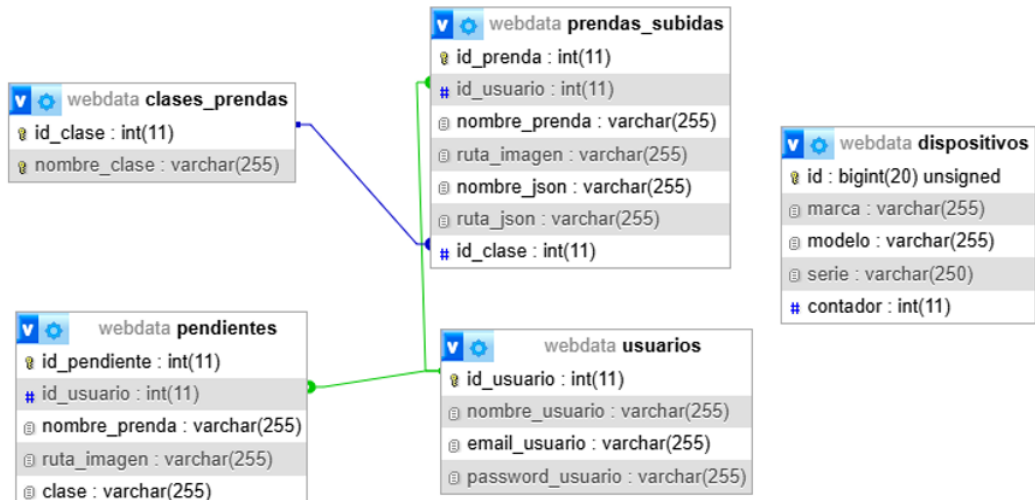 webdata clases_prendas
id_clase : int(11)
nombre_clase : varchar(255)
webdata prendas_subidas
id_prenda : int(11)
# id_usuario : int(11)
nombre_prenda : varchar(255)
ruta_imagen : varchar(255)
nombre_json : varchar(255)
ruta_json : varchar(255)
# id_clase : int(11)
webdata dispositivos
id : bigint(20) unsigned
marca : varchar(255)
modelo : varchar(255)
serie : varchar(250)
# contador : int(11)
webdata pendientes
id_pendiente : int(11)
# id_usuario : int(11)
nombre_prenda : varchar(255)
ruta_imagen : varchar(255)
clase : varchar(255)
webdata usuarios
id_usuario : int(11)
nombre_usuario : varchar(255)
email_usuario : varchar(255)
password_usuario : varchar(255)